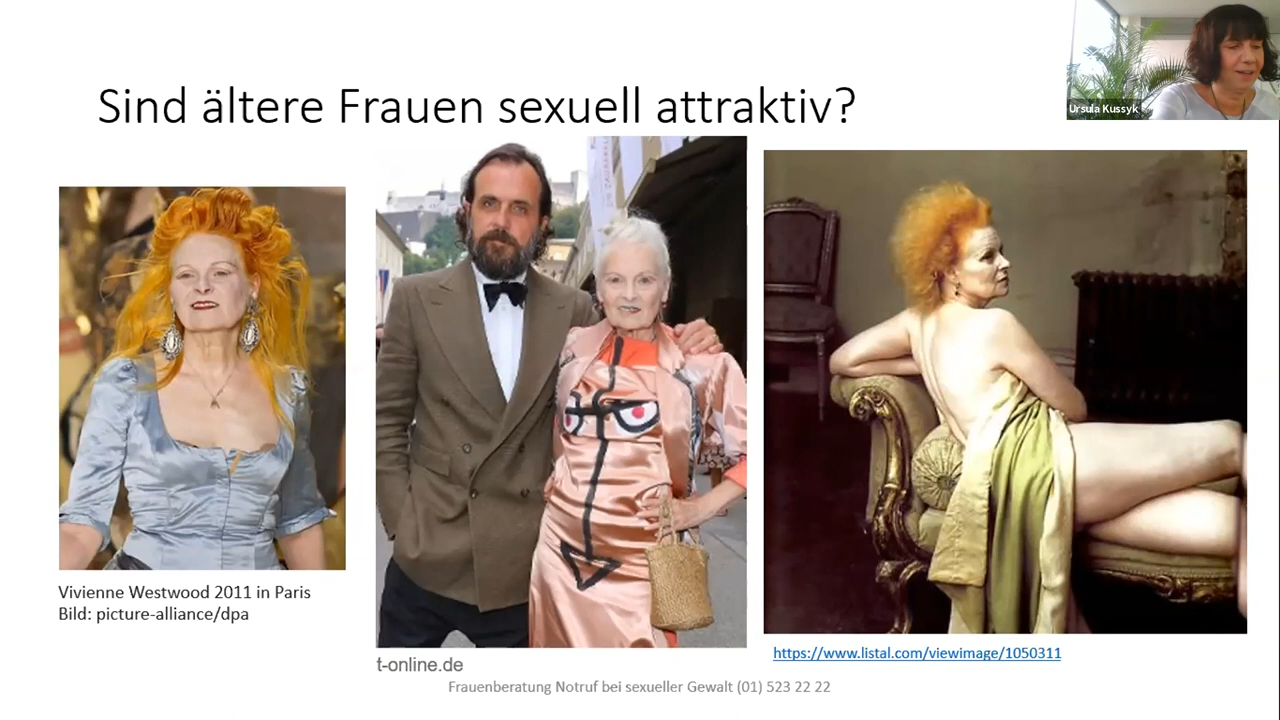 Ursula Kussyk
Sind ältere Frauen sexuell attraktiv?
Vivienne Westwood 2011 in Paris
Bild: picture-alliance/dpa
t-online.de
https://www.listal.com/viewimage/1050311
Frauenberatung Notruf bei sexueller Gewalt (01) 523 22 22